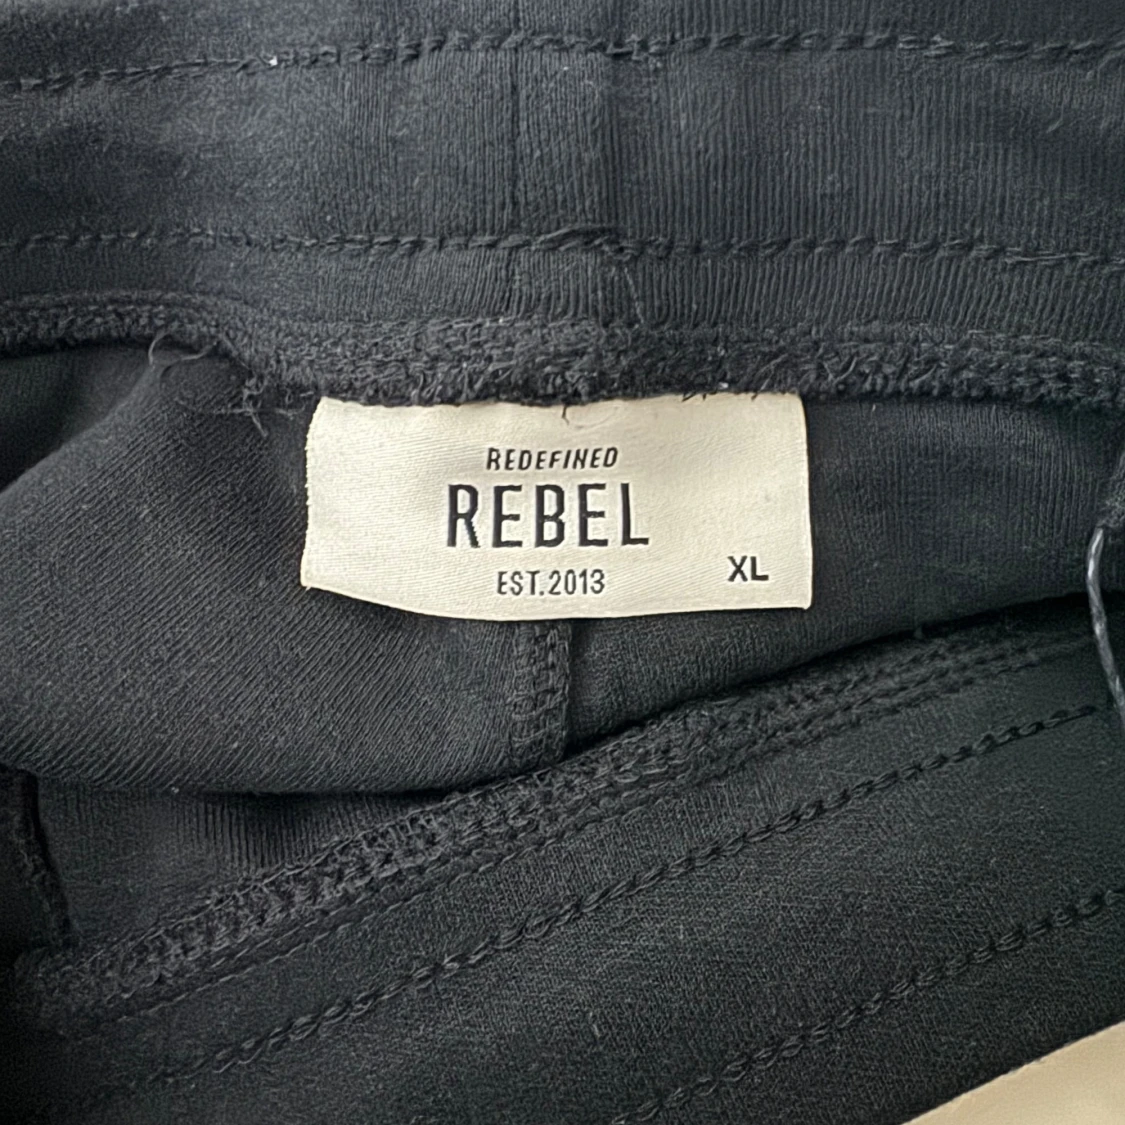 REDEFINED
REBEL
EST.2013
XL